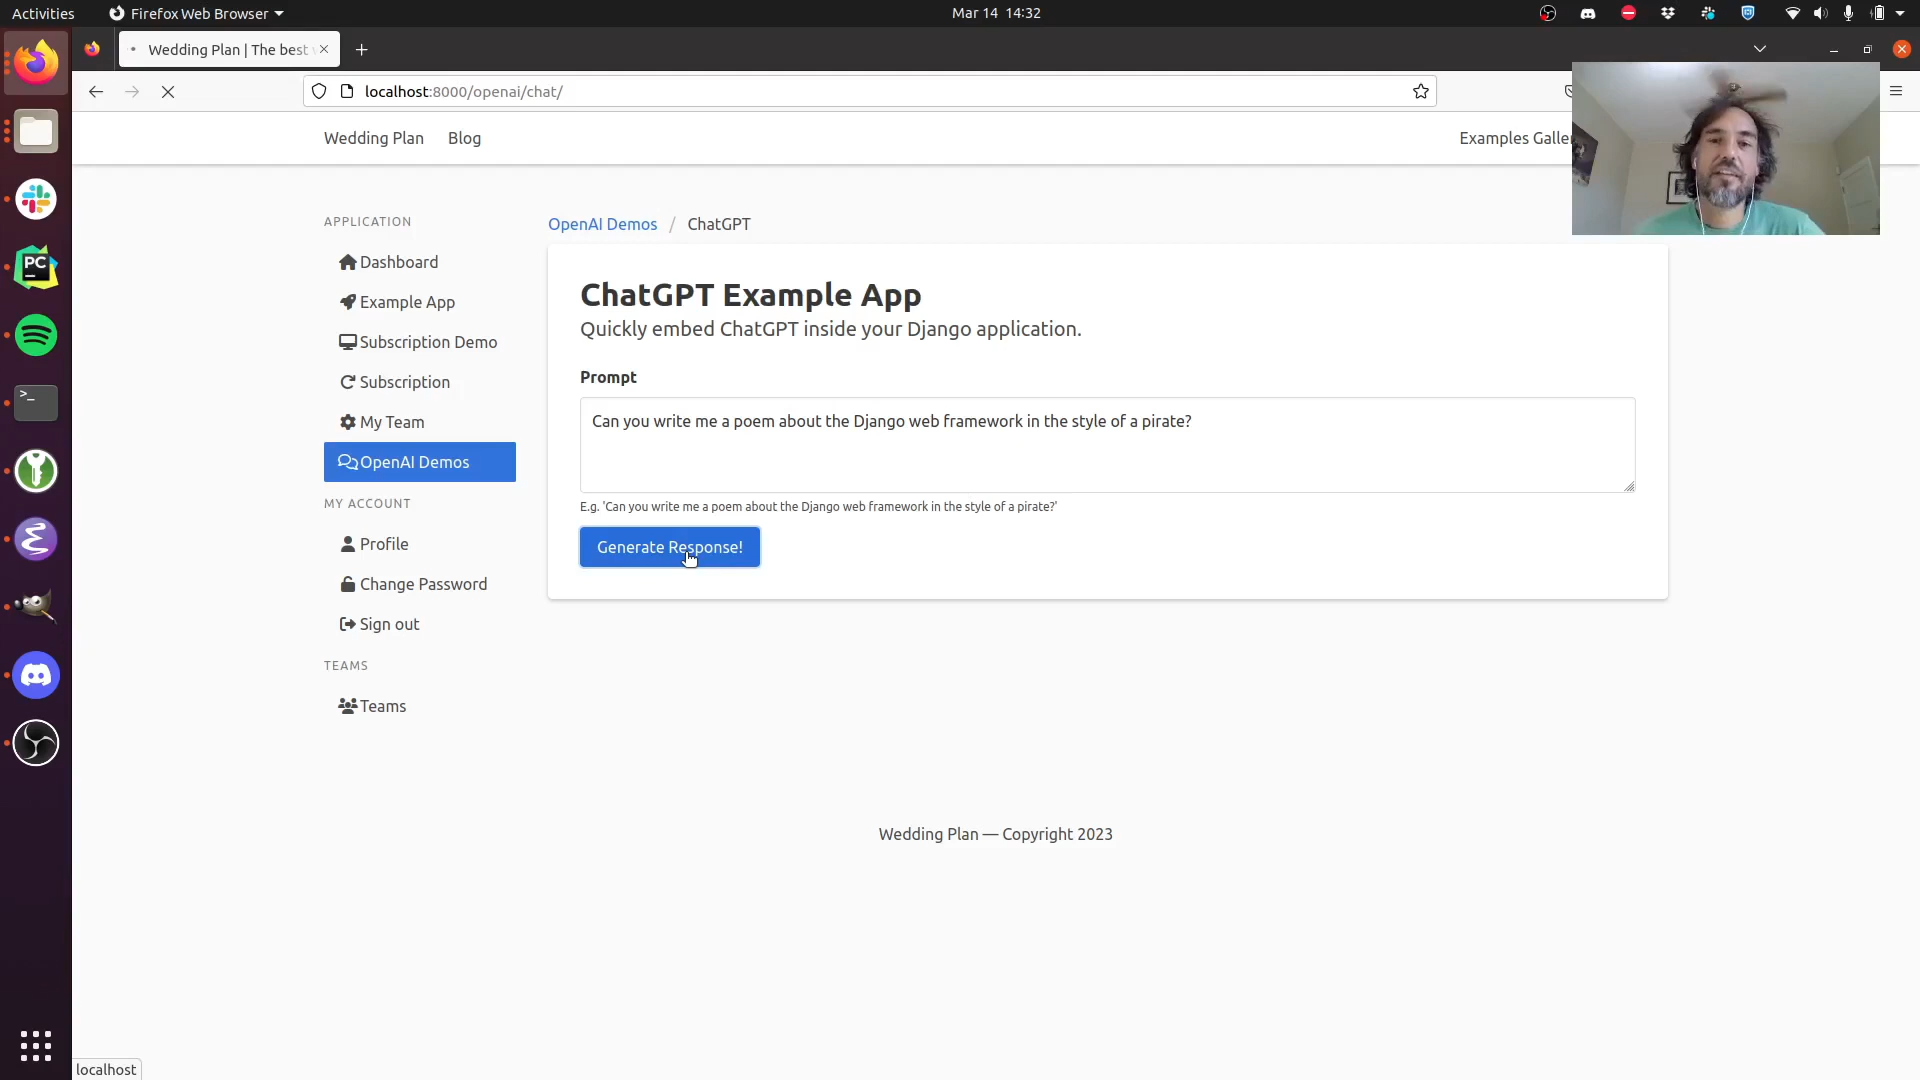 Activities
Firefox Web Browser
Mar 14 14:32
Wedding Plan | The best
localhost:8000/openai/chat/
Wedding Plan
Blog
Examples Galler
APPLICATION
Dashboard
Example App
Subscription Demo
Subscription
My Team
OpenAI Demos
MY ACCOUNT
Profile
Change Password
Sign out
TEAMS
Teams
OpenAI Demos / ChatGPT
ChatGPT Example App
Quickly embed ChatGPT inside your Django application.
Prompt
Can you write me a poem about the Django web framework in the style of a pirate?
E.g. 'Can you write me a poem about the Django web framework in the style of a pirate?'
Generate Response!
Wedding Plan — Copyright 2023
PC
>_
localhost